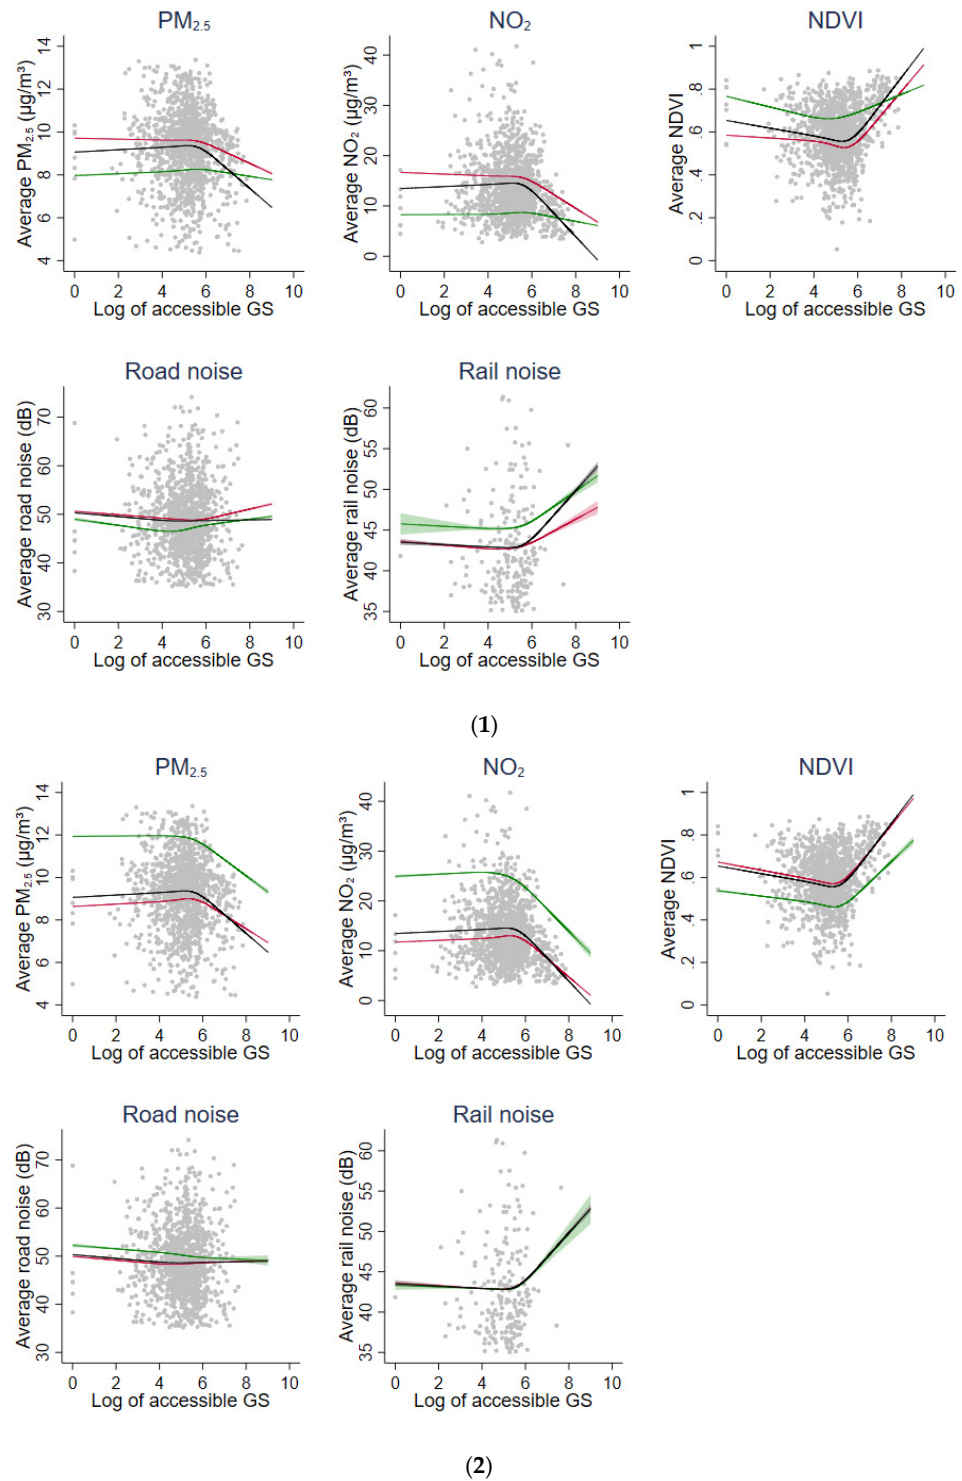 PM2.5
NO2
NDVI
Average PM2.5 (µg/m³)
14
12
10
8
6
4
0 2 4 6 8 10
Log of accessible GS
Average NO2 (µg/m³)
40
30
20
10
0
0 2 4 6 8 10
Log of accessible GS
Average NDVI
1
.8
.6
.4
.2
0
0 2 4 6 8 10
Log of accessible GS
Road noise
Rail noise
Average road noise (dB)
70
60
50
40
30
0 2 4 6 8 10
Log of accessible GS
Average rail noise (dB)
60
55
50
45
40
35
0 2 4 6 8 10
Log of accessible GS
(1)
PM2.5
NO2
NDVI
Average PM2.5 (µg/m³)
14
12
10
8
6
4
0 2 4 6 8 10
Log of accessible GS
Average NO2 (µg/m³)
40
30
20
10
0
0 2 4 6 8 10
Log of accessible GS
Average NDVI
1
.8
.6
.4
.2
0
0 2 4 6 8 10
Log of accessible GS
Road noise
Rail noise
Average road noise (dB)
70
60
50
40
30
0 2 4 6 8 10
Log of accessible GS
Average rail noise (dB)
60
55
50
45
40
35
0 2 4 6 8 10
Log of accessible GS
(2)